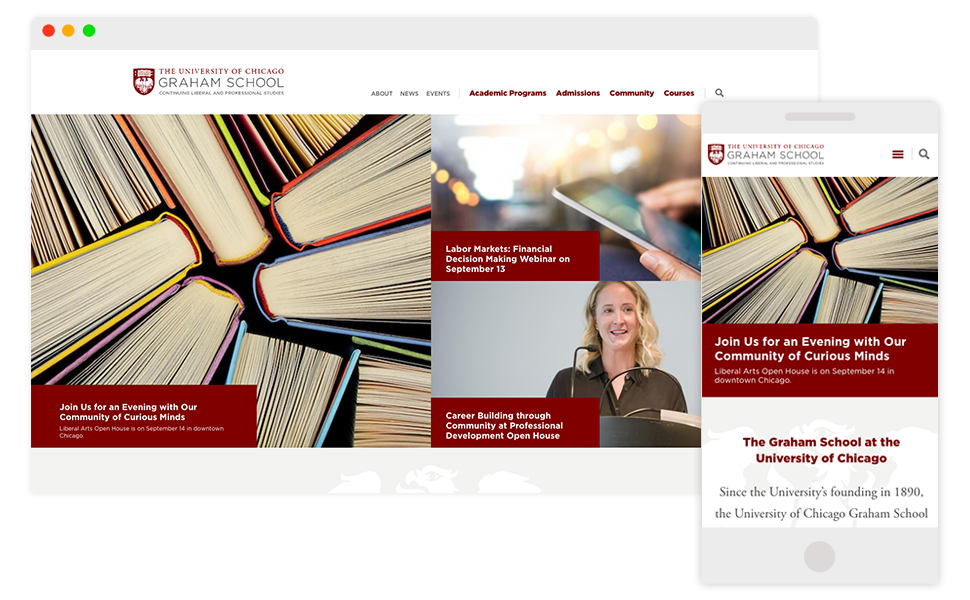 THE UNIVERSITY OF CHICAGO
GRAHAM SCHOOL
CONTINUING LIBERAL AND PROFESSIONAL STUDIES
ABOUT NEWS EVENTS Academic Programs Admissions Community Courses
Join Us for an Evening with Our
Community of Curious Minds
Liberal Arts Open House is on September 14 in downtown
Chicago.
Labor Markets: Financial
Decision Making Webinar on
September 13
Career Building through
Community at Professional
Development Open House
THE UNIVERSITY OF CHICAGO
GRAHAM SCHOOL
CONTINUING LIBERAL AND PROFESSIONAL STUDIES
Join Us for an Evening with Our
Community of Curious Minds
Liberal Arts Open House is on September 14 in
downtown Chicago.
The Graham School at the
University of Chicago
Since the University's founding in 1890,
the University of Chicago Graham School